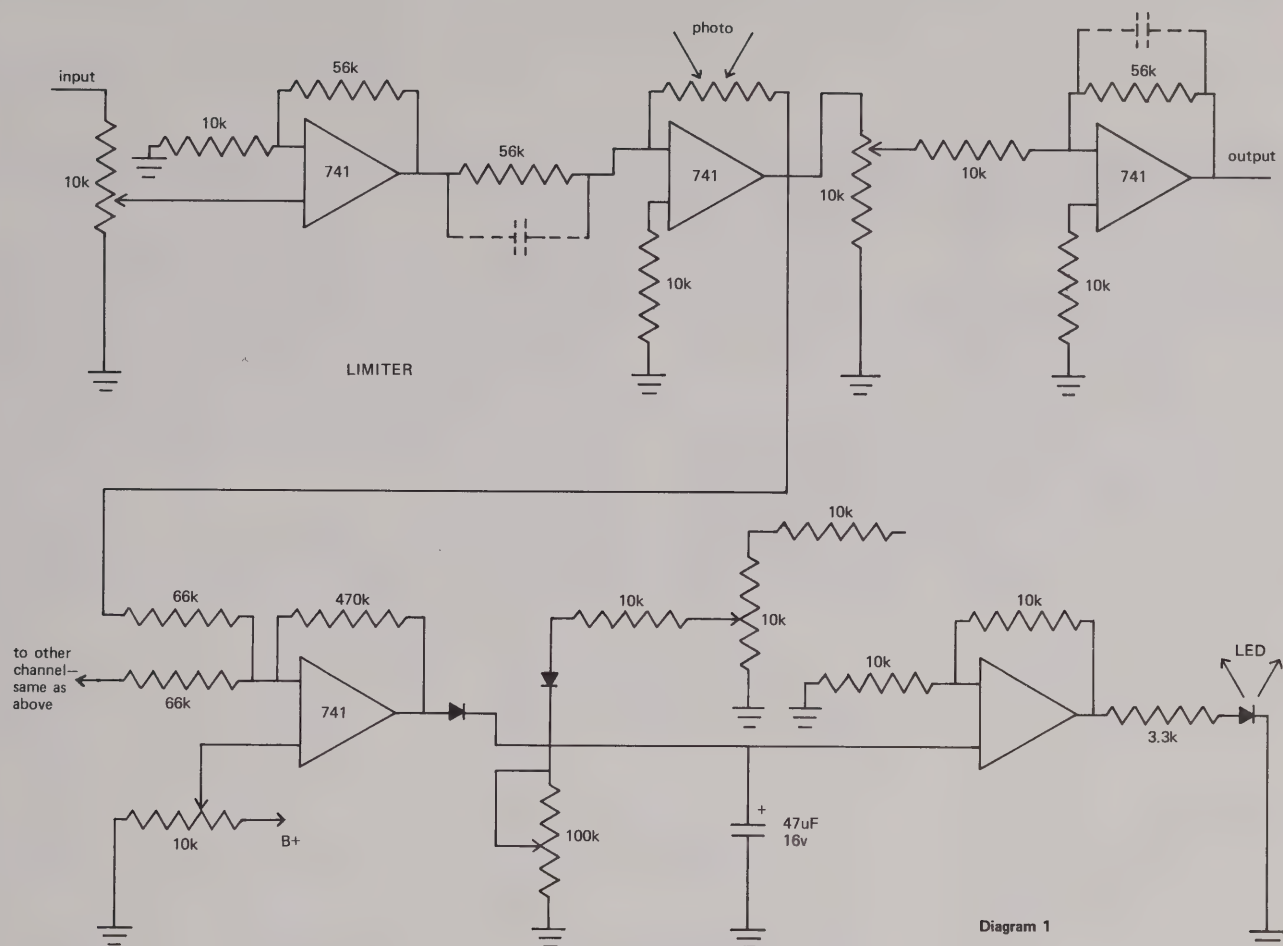 input
10k
10k
56k
741
56k
photo
741
10k
10k
10k
56k
741
10k
output
LIMITER
66k
to other
channel—
same as
above
66k
470k
741
10k
B+
10k
10k
10k
100k
+
47uF
16v
10k
10k
3.3k
LED
Diagram 1